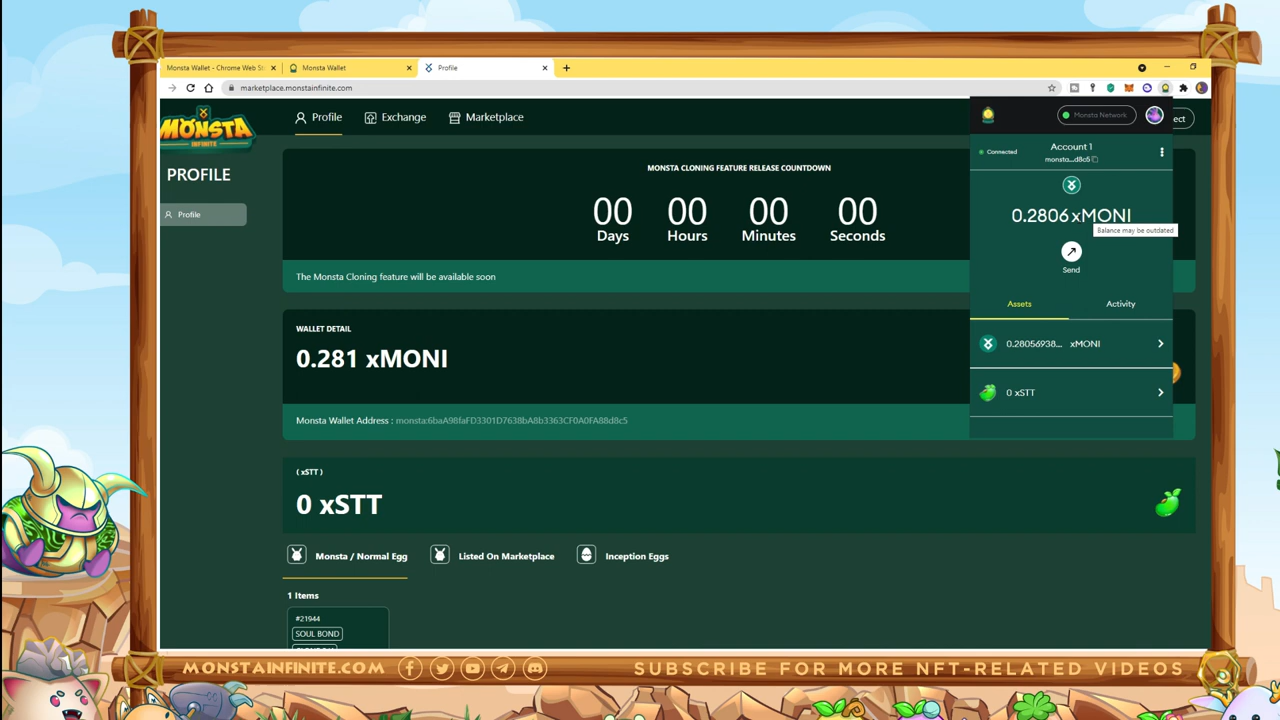 Monsta Wallet - Chrome Web St
Monsta Wallet
Profile
marketplace.monstainfinite.com
MONSTA
INFINITE
Profile
Exchange
Marketplace
ect
Monsta Network
PROFILE
Profile
MONSTA CLONING FEATURE RELEASE COUNTDOWN
00 00 00 00
Days Hours Minutes Seconds
The Monsta Cloning feature will be available soon
Connected
Account 1
monsta...d8c5
0.2806 xMONI
Balance may be outdated
Send
Assets
Activity
0.28056938... xMONI
0 xSTT
WALLET DETAIL
0.281 xMONI
Monsta Wallet Address : monsta:6baA98faFD3301D7638bA8b3363CF0A0FA88d8c5
( xSTT )
0 xSTT
Monsta / Normal Egg
Listed On Marketplace
Inception Eggs
1 Items
#21944
SOUL BOND
MONSTAINFINITE.COM
SUBSCRIBE FOR MORE NFT-RELATED VIDEOS